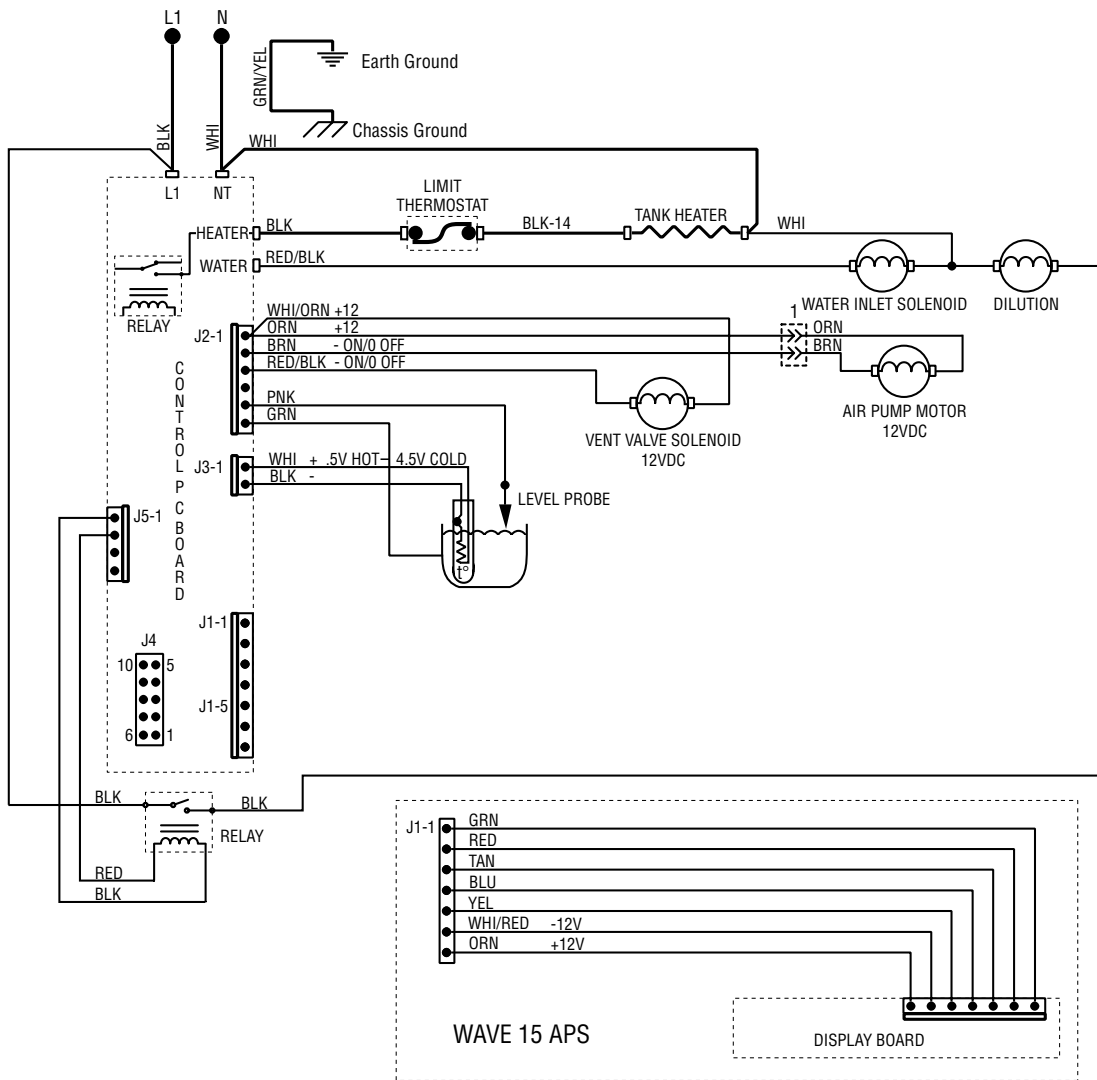 L1 N
GRN/YEL
Earth Ground
Chassis Ground
BLK
WHI
WHI
L1 NT
LIMIT
THERMOSTAT
HEATER
BLK
BLK-14
TANK HEATER
WHI
WATER
RED/BLK
RELAY
WATER INLET SOLENOID
DILUTION
J2-1
WHI/ORN +12
ORN +12
BRN - ON/0 OFF
RED/BLK - ON/0 OFF
PNK
GRN
1
ORN
BRN
AIR PUMP MOTOR
12VDC
VENT VALVE SOLENOID
12VDC
CONTROL PC BOARD
J3-1
WHI + .5V HOT– 4.5V COLD
BLK -
LEVEL PROBE
t°
J5-1
J1-1
J4
10 5
J1-5
6 1
BLK
BLK
RELAY
RED
BLK
J1-1
GRN
RED
TAN
BLU
YEL
WHI/RED -12V
ORN +12V
WAVE 15 APS
DISPLAY BOARD